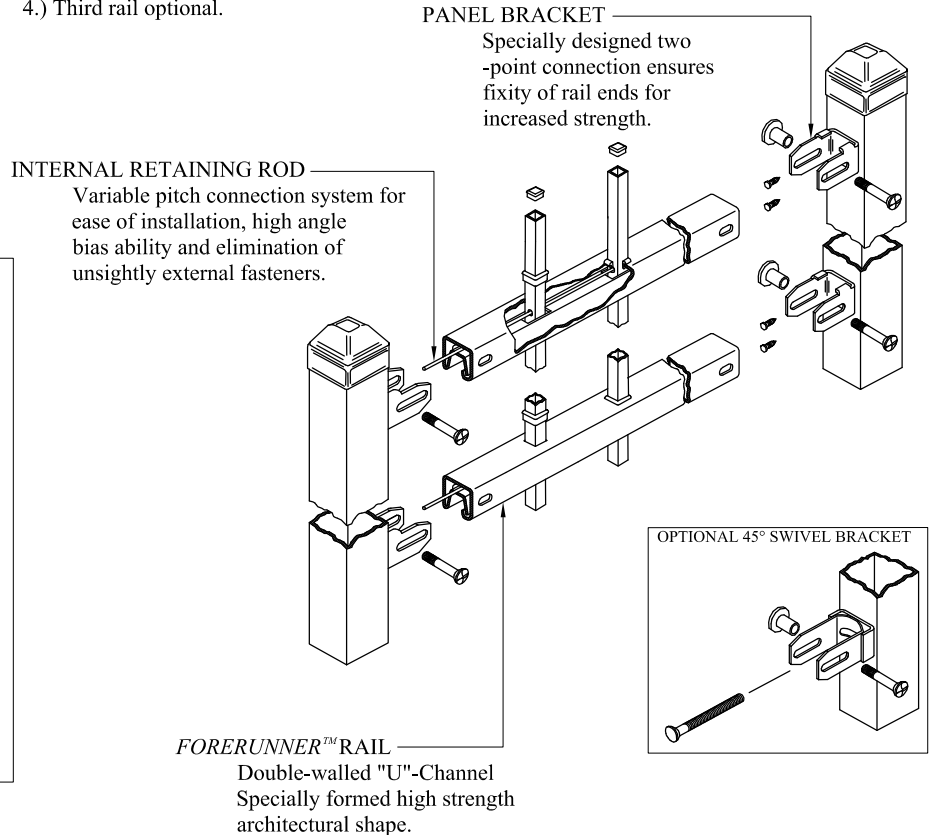 4.) Third rail optional.
PANEL BRACKET
Specially designed two
-point connection ensures
fixity of rail ends for
increased strength.
INTERNAL RETAINING ROD
Variable pitch connection system for
ease of installation, high angle
bias ability and elimination of
unsightly external fasteners.
OPTIONAL 45° SWIVEL BRACKET
FORERUNNER™ RAIL
Double-walled "U"-Channel
Specially formed high strength
architectural shape.